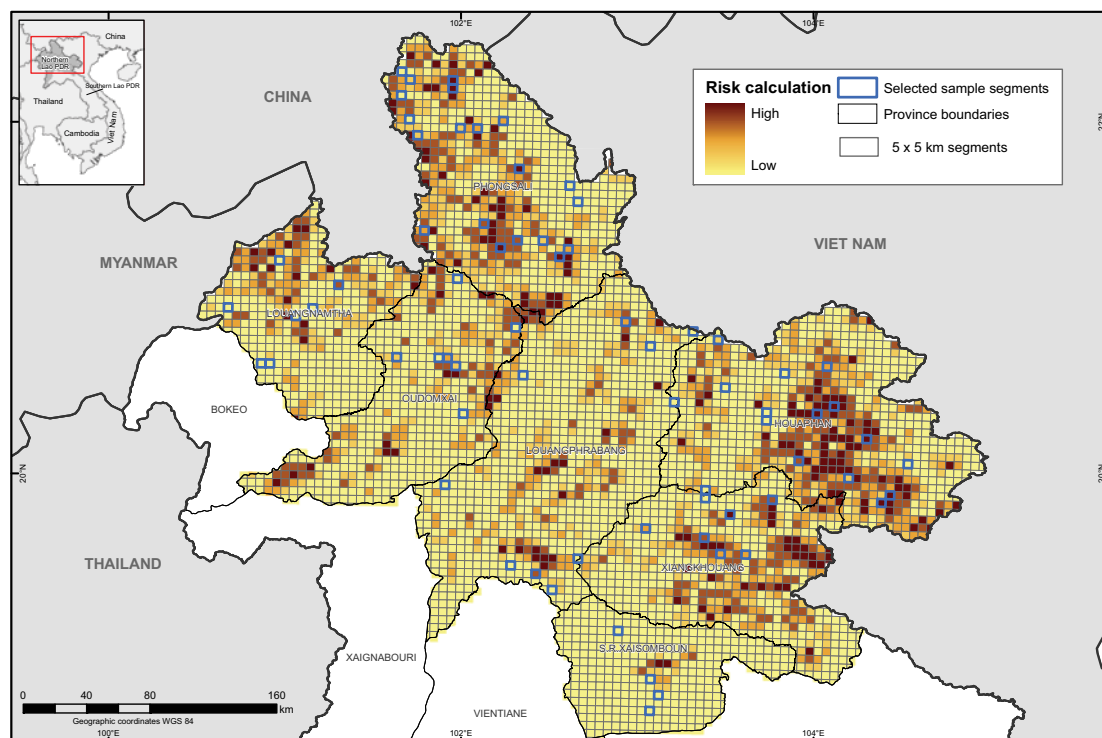 102°E
104°E
China
Northern
Lao PDR
Southern Lao PDR
Thailand
Cambodia
Viet Nam
CHINA
Risk calculation
High
Low
Selected sample segments
Province boundaries
5 x 5 km segments
22°N
PHONGSALI
VIET NAM
MYANMAR
LOUANGNAMTHA
BOKEO
OUDOMXAI
HOUAPHAN
LOUANGPHRABANG
20°N
20°N
THAILAND
XIANGKHOUANG
XAIGNABOURI
S.R.XAISOMBOUN
VIENTIANE
0 40 80 160
km
Geographic coordinates WGS 84
100°E
102°E
104°E